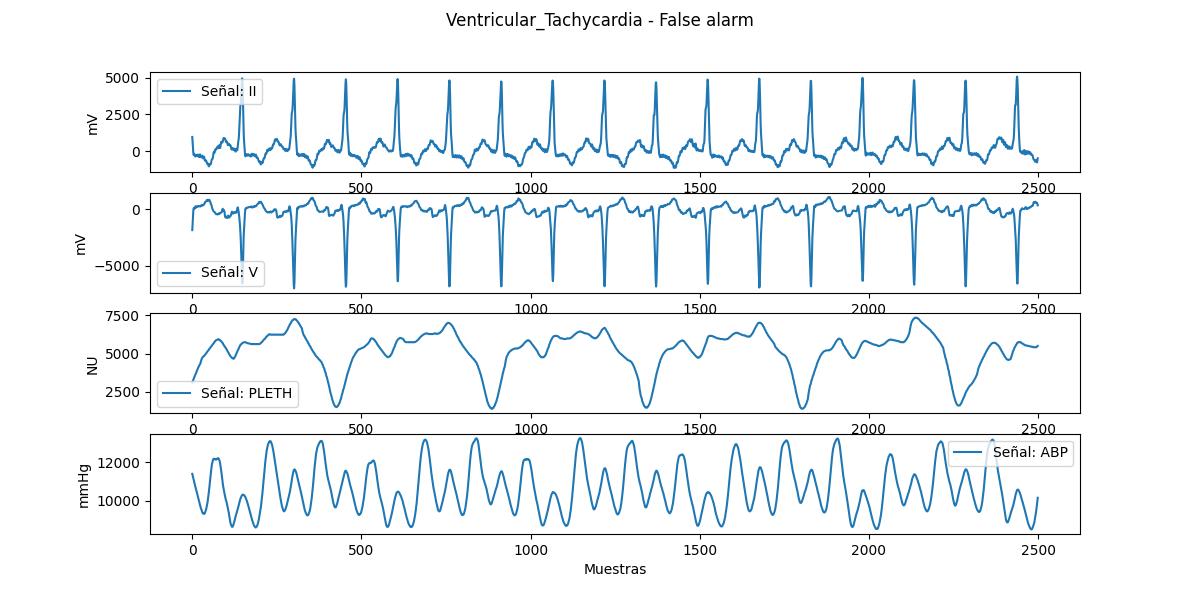 Ventricular_Tachycardia - False alarm
5000
2500
0
mV
Señal: II
0 500 1000 1500 2000 2500
0
−5000
mV
Señal: V
0 500 1000 1500 2000 2500
7500
5000
2500
NU
Señal: PLETH
0 500 1000 1500 2000 2500
12000
10000
mmHg
Señal: ABP
0 500 1000 1500 2000 2500
Muestras